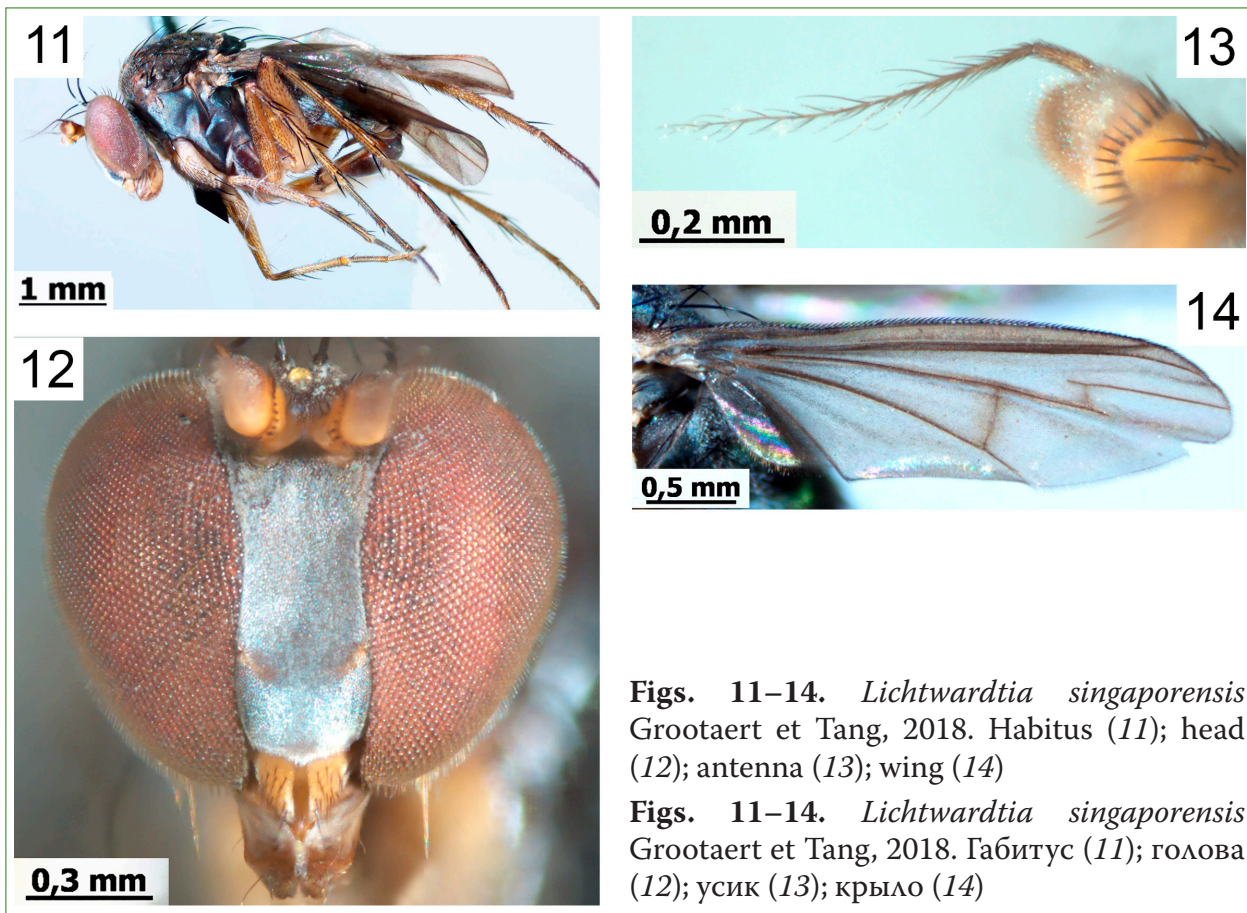 11
1 mm
12
0,3 mm
13
0,2 mm
14
0,5 mm
Figs. 11–14. Lichtwardtia singaporensis
Grootaert et Tang, 2018. Habitus (11); head
(12); antenna (13); wing (14)
Figs. 11–14. Lichtwardtia singaporensis
Grootaert et Tang, 2018. Габитус (11); голова
(12); усик (13); крыло (14)